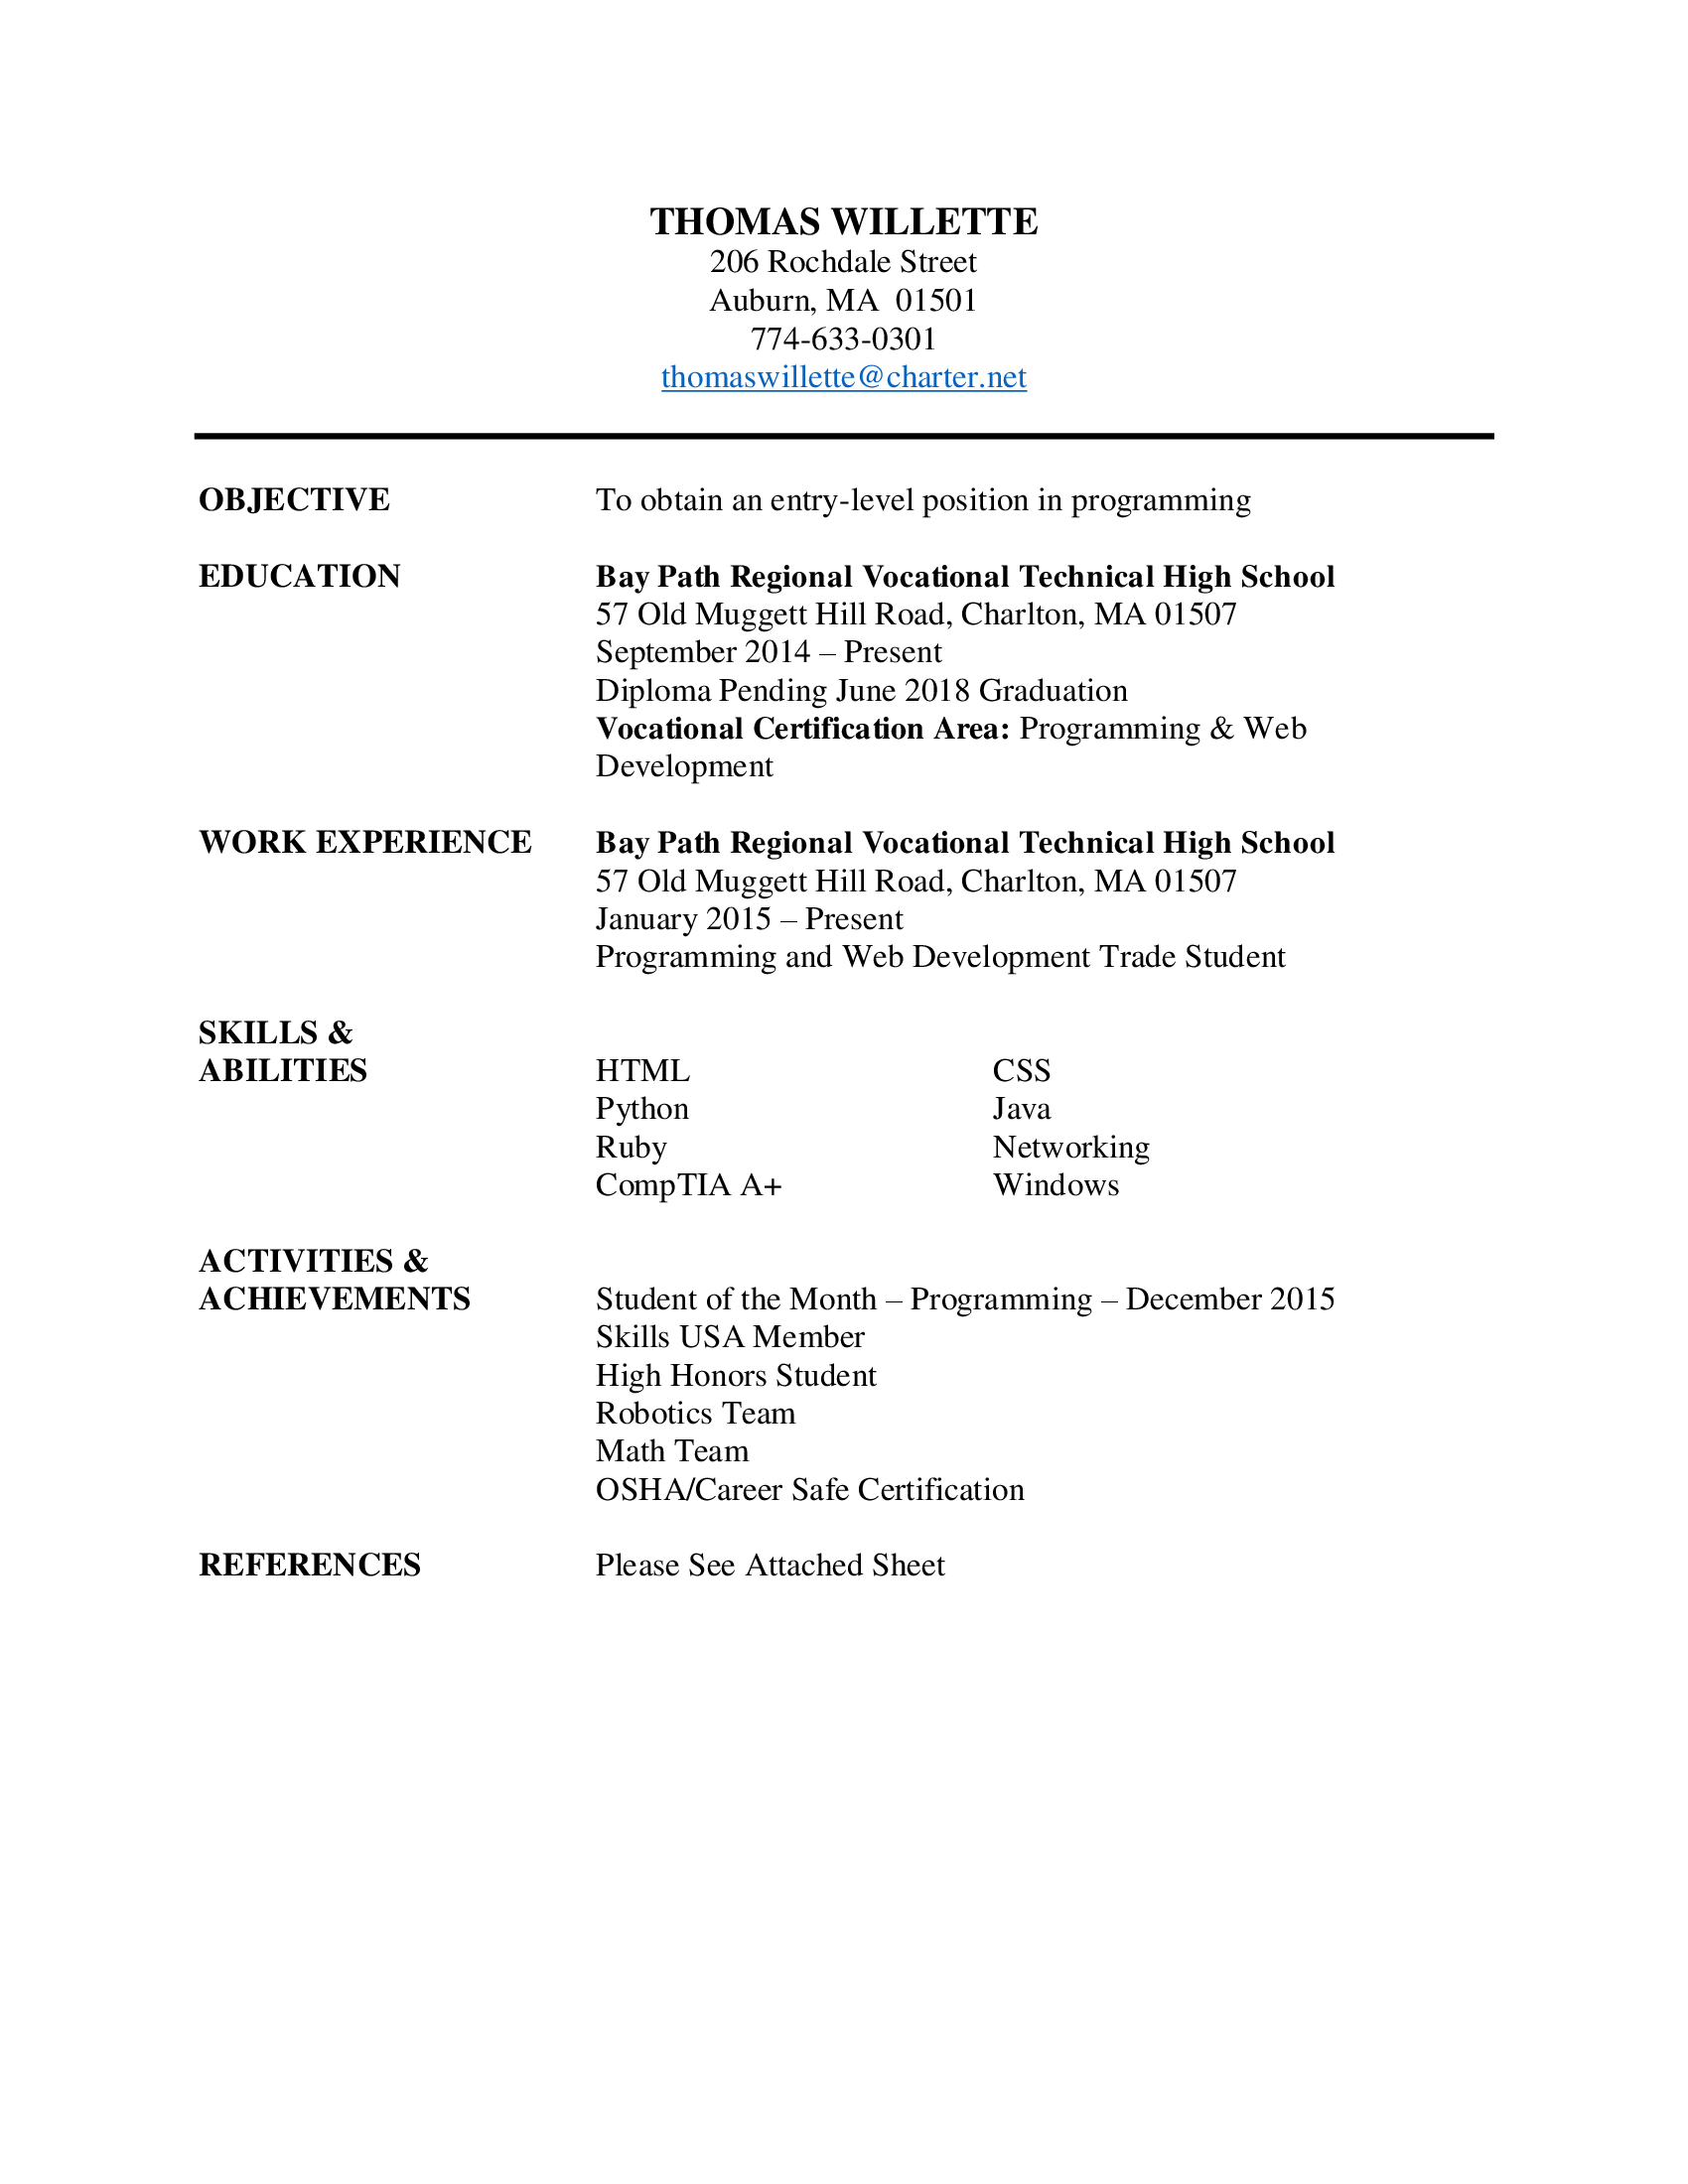 THOMAS WILLETTE
206 Rochdale Street
Auburn, MA  01501
774-633-0301
thomaswillette@charter.net
OBJECTIVE To obtain an entry-level position in programming
EDUCATION Bay Path Regional Vocational Technical High School
57 Old Muggett Hill Road, Charlton, MA 01507
September 2014 – Present
Diploma Pending June 2018 Graduation
Vocational Certification Area: Programming & Web
Development
WORK EXPERIENCE Bay Path Regional Vocational Technical High School
57 Old Muggett Hill Road, Charlton, MA 01507
January 2015 – Present
Programming and Web Development Trade Student
SKILLS &
ABILITIES HTML CSS
Python Java
Ruby Networking
CompTIA A+ Windows
ACTIVITIES &
ACHIEVEMENTS Student of the Month – Programming – December 2015
Skills USA Member
High Honors Student
Robotics Team
Math Team
OSHA/Career Safe Certification
REFERENCES Please See Attached Sheet